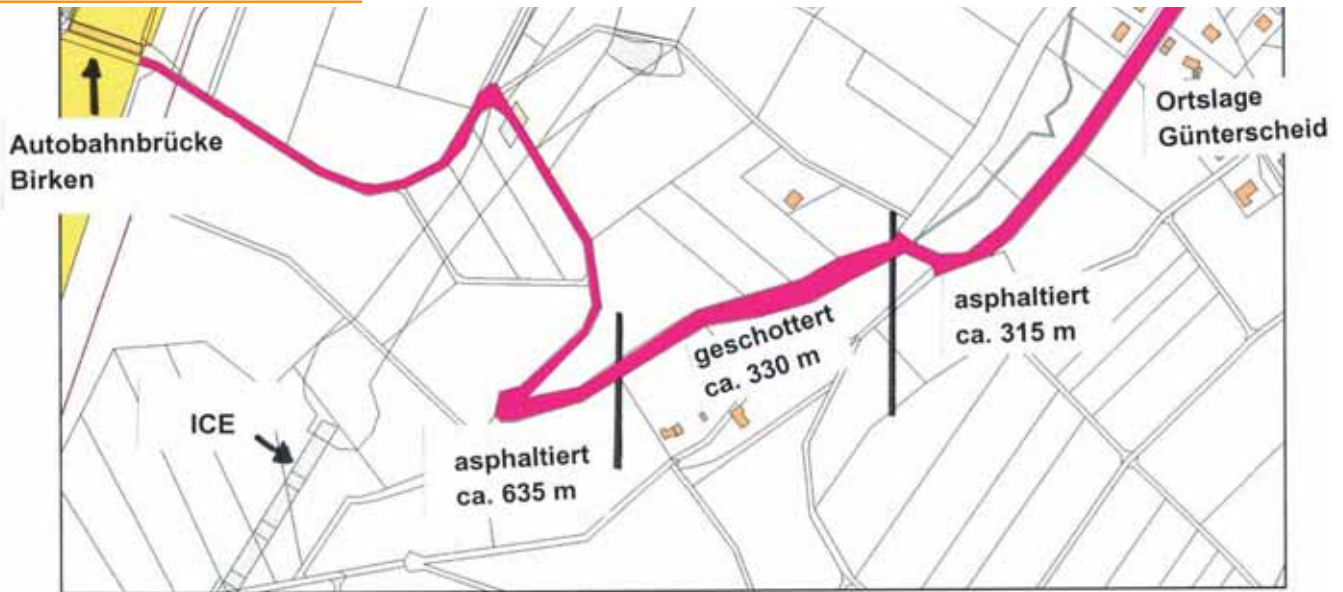 Autobahnbrücke
Birken
Ortslage
Günterscheid
asphaltiert
ca. 315 m
geschottert
ca. 330 m
ICE
asphaltiert
ca. 635 m